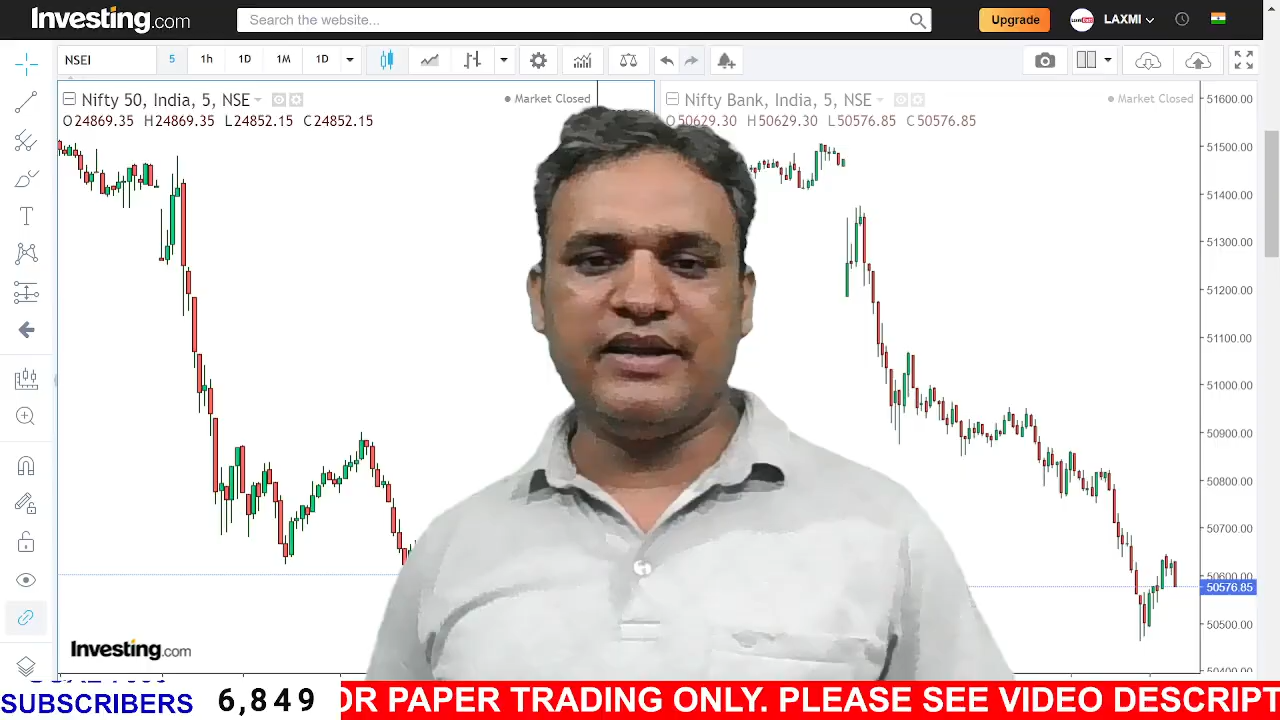 Investing.com
Search the website...
Upgrade
LAXMI
NSEI
5
1h
1D
1M
1D
Nifty 50, India, 5, NSE
Market Closed
O24869.35 H24869.35 L24852.15 C24852.15
Nifty Bank, India, 5, NSE
Market Closed
O50629.30 H50629.30 L50576.85 C50576.85
51600.00
51500.00
51400.00
51300.00
51200.00
51100.00
51000.00
50900.00
50800.00
50700.00
50600.00
50576.85
50500.00
50400.00
Investing.com
SUBSCRIBERS
6,849
OR PAPER TRADING ONLY. PLEASE SEE VIDEO DESCRIPT